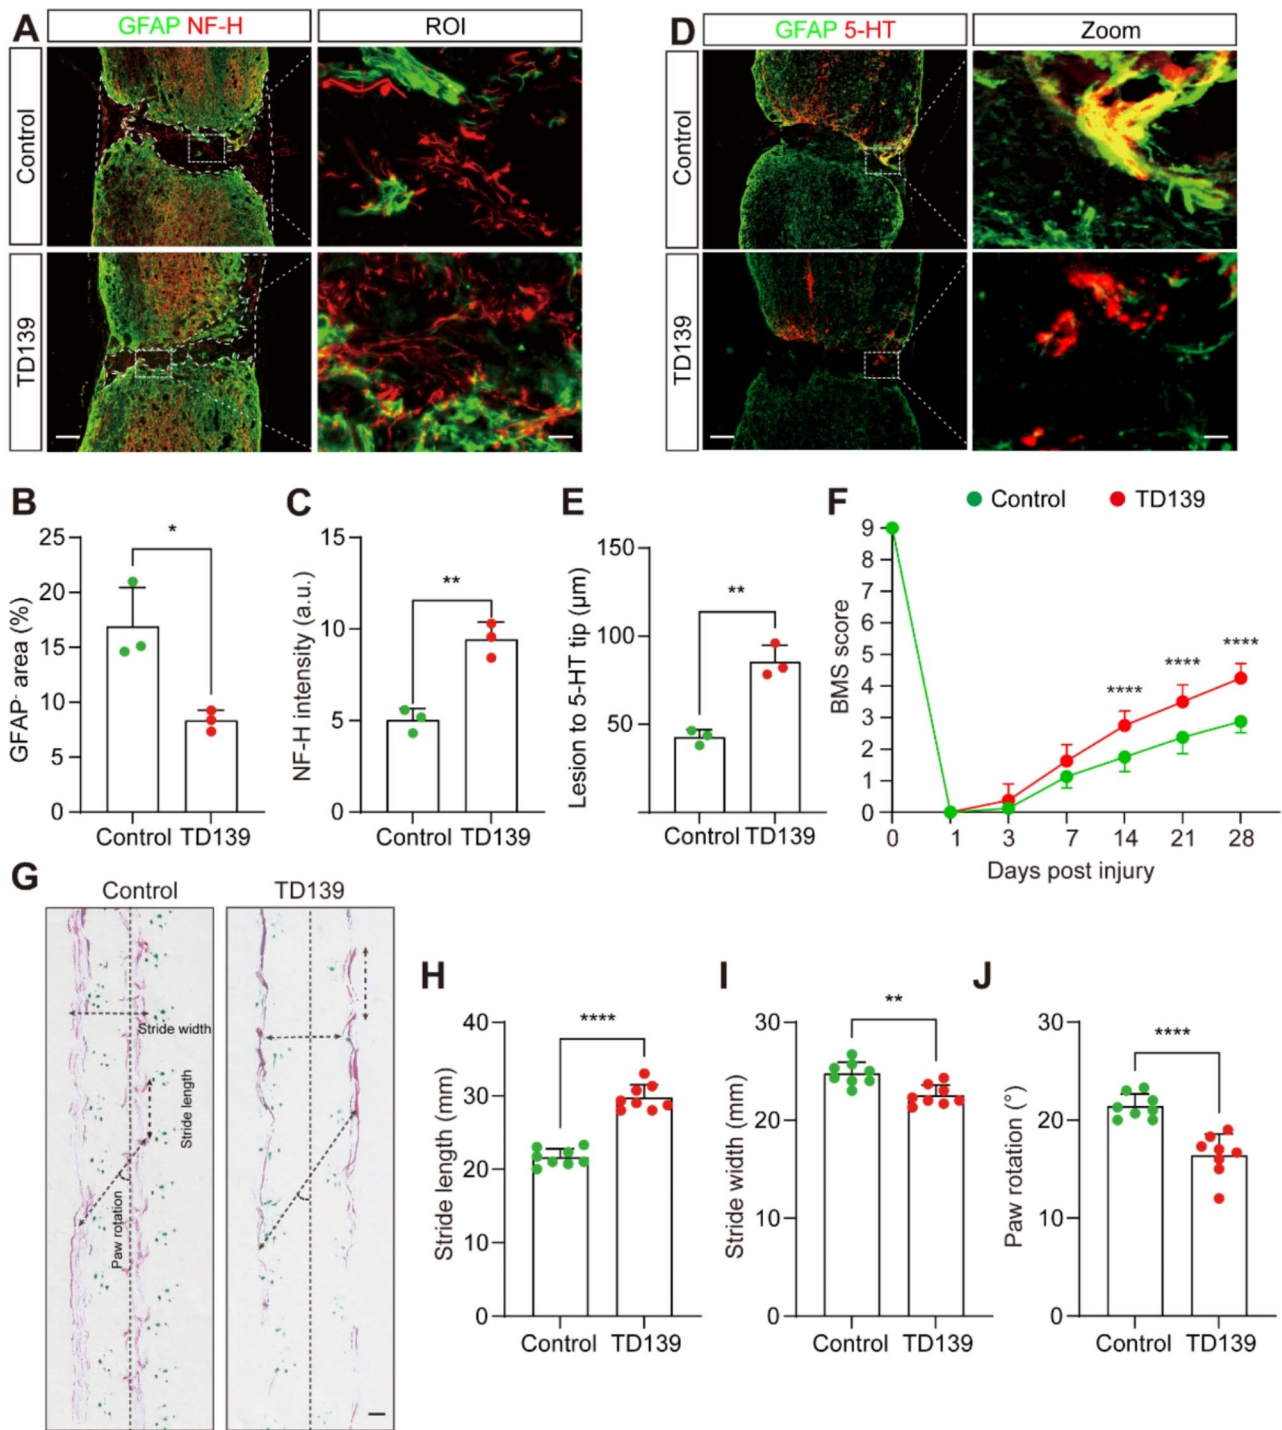 A
GFAP NF-H
ROI
Control
TD139
D
GFAP 5-HT
Zoom
Control
TD139
B
GFAP- area (%)
25
20
15
10
5
0
*
Control TD139
C
NF-H intensity (a.u.)
15
10
5
0
**
Control TD139
E
Lesion to 5-HT tip (μm)
150
100
50
**
Control TD139
F
Control
TD139
BMS score
9
8
7
6
5
4
3
2
1
0
****
****
****
0 1 3 7 14 21 28
Days post injury
G
Control
TD139
Stride width
Stride length
Paw rotation
H
Stride length (mm)
40
30
20
10
0
****
Control TD139
I
Stride width (mm)
30
20
10
0
**
Control TD139
J
Paw rotation (°)
30
20
10
0
****
Control TD139